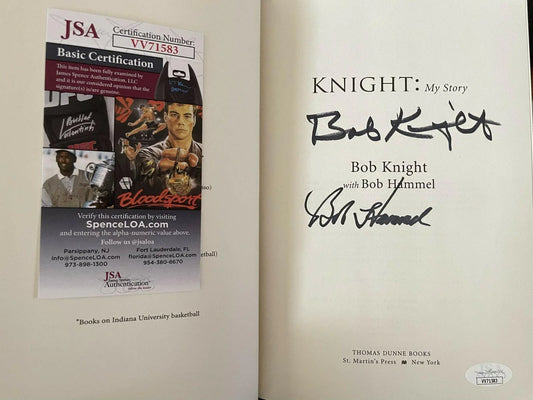 JSA
Certification Number:
VV71583
Basic Certification
This item has been fully examined by
James Spence Authentication, LLC
and it is our considered opinion that the
signature(s) is/are genuine.
Bloodsport
Verify this certification by visiting
SpenceLOA.com
and entering the alpha-numeric value above.
Follow us @jsaloa
Parsippany, NJ
info@SpenceLOA.com
973-898-1300
Fort Lauderdale, FL
florida@SpenceLOA.com
954-380-8670
JSA
James Spence
Authentication
*Books on Indiana University basketball
KNIGHT: My Story
Bob Knight
Bob Knight
with Bob Hammel
Bob Hammel
THOMAS DUNNE BOOKS
St. Martin's Press New York
JSA
VV71583